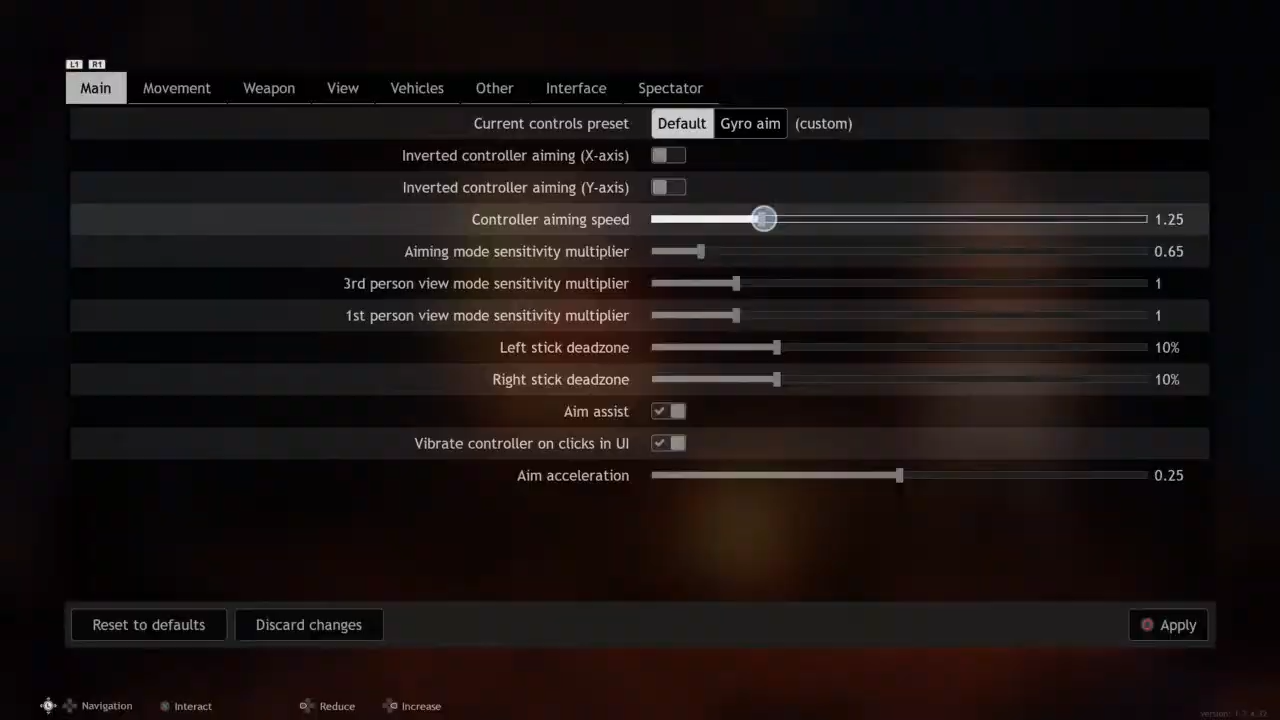 L1 R1
Main Movement Weapon View Vehicles Other Interface Spectator
Current controls preset Default Gyro aim (custom)
Inverted controller aiming (X-axis)
Inverted controller aiming (Y-axis)
Controller aiming speed 1.25
Aiming mode sensitivity multiplier 0.65
3rd person view mode sensitivity multiplier 1
1st person view mode sensitivity multiplier 1
Left stick deadzone 10%
Right stick deadzone 10%
Aim assist
Vibrate controller on clicks in UI
Aim acceleration 0.25
Reset to defaults Discard changes Apply
Navigation Interact Reduce Increase
version: